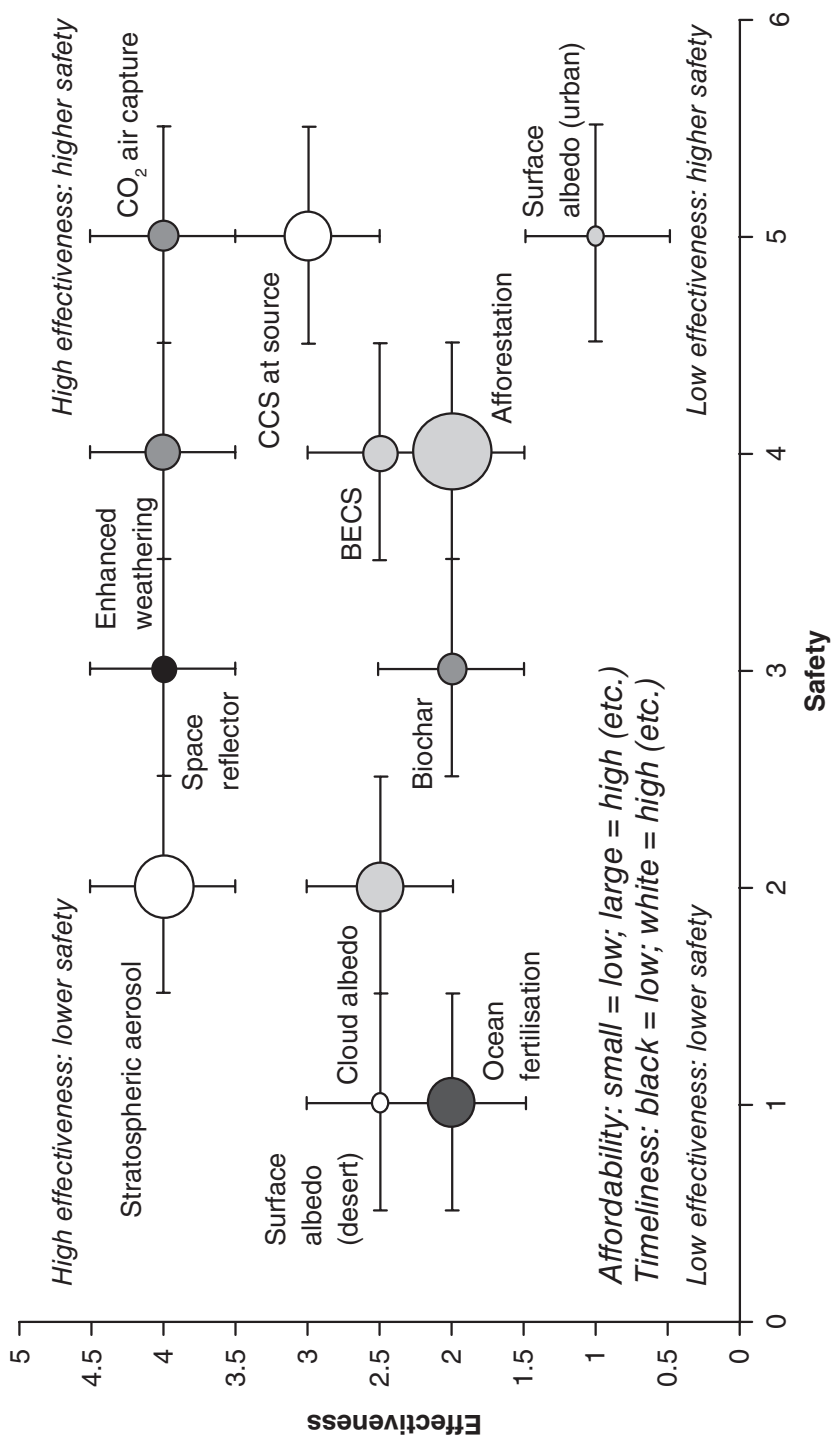 High effectiveness: lower safety
High effectiveness: higher safety
Stratospheric aerosol
Space
reflector
Enhanced
weathering
CO₂ air capture
CCS at source
Surface
albedo
(desert)
Cloud albedo
BECS
Ocean
fertilisation
Biochar
Afforestation
Surface
albedo (urban)
Affordability: small = low; large = high (etc.)
Timeliness: black = low; white = high (etc.)
Low effectiveness: lower safety
Low effectiveness: higher safety
Effectiveness
5
4.5
4
3.5
3
2.5
2
1
0.5
0
0
1
2
3
4
5
6
Safety